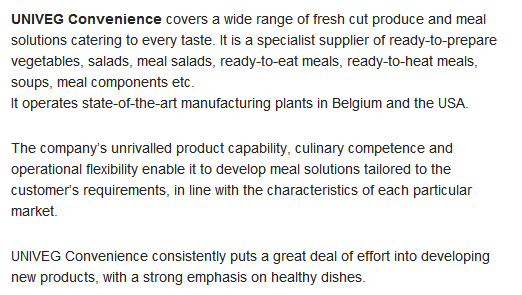 UNIVEG Convenience covers a wide range of fresh cut produce and meal
solutions catering to every taste. It is a specialist supplier of ready-to-prepare
vegetables, salads, meal salads, ready-to-eat meals, ready-to-heat meals,
soups, meal components etc.
It operates state-of-the-art manufacturing plants in Belgium and the USA.

The company's unrivalled product capability, culinary competence and
operational flexibility enable it to develop meal solutions tailored to the
customer's requirements, in line with the characteristics of each particular
market.

UNIVEG Convenience consistently puts a great deal of effort into developing
new products, with a strong emphasis on healthy dishes.